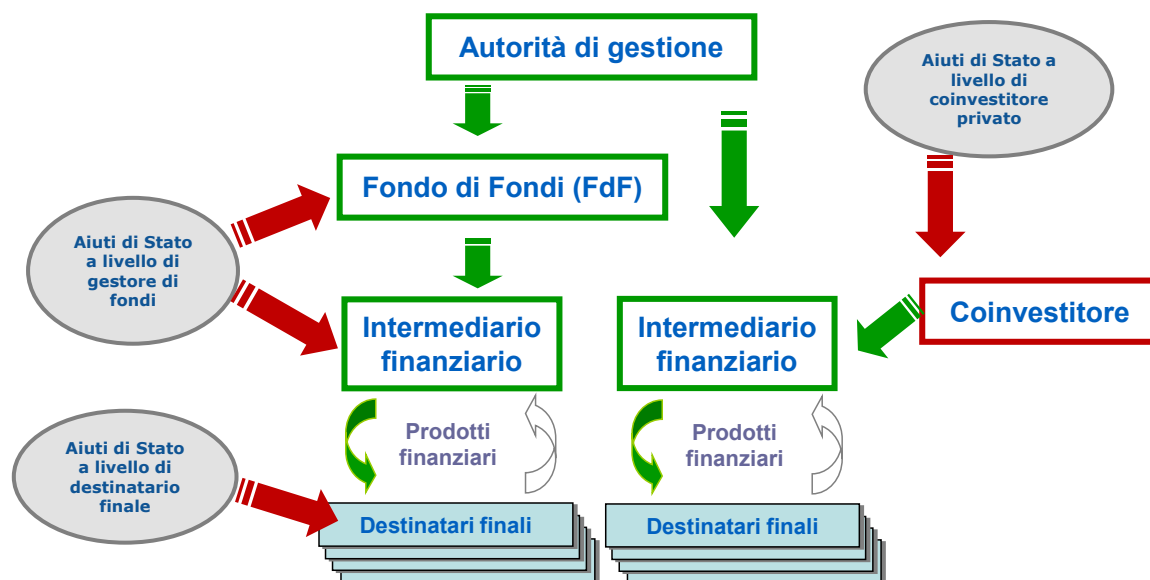 Autorità di gestione
Aiuti di Stato a
livello di
coinvestitore
privato
Fondo di Fondi (FdF)
Aiuti di Stato
a livello di
gestore di
fondi
Intermediario
finanziario
Intermediario
finanziario
Coinvestitore
Prodotti
finanziari
Prodotti
finanziari
Aiuti di Stato
a livello di
destinatario
finale
Destinatari finali
Destinatari finali